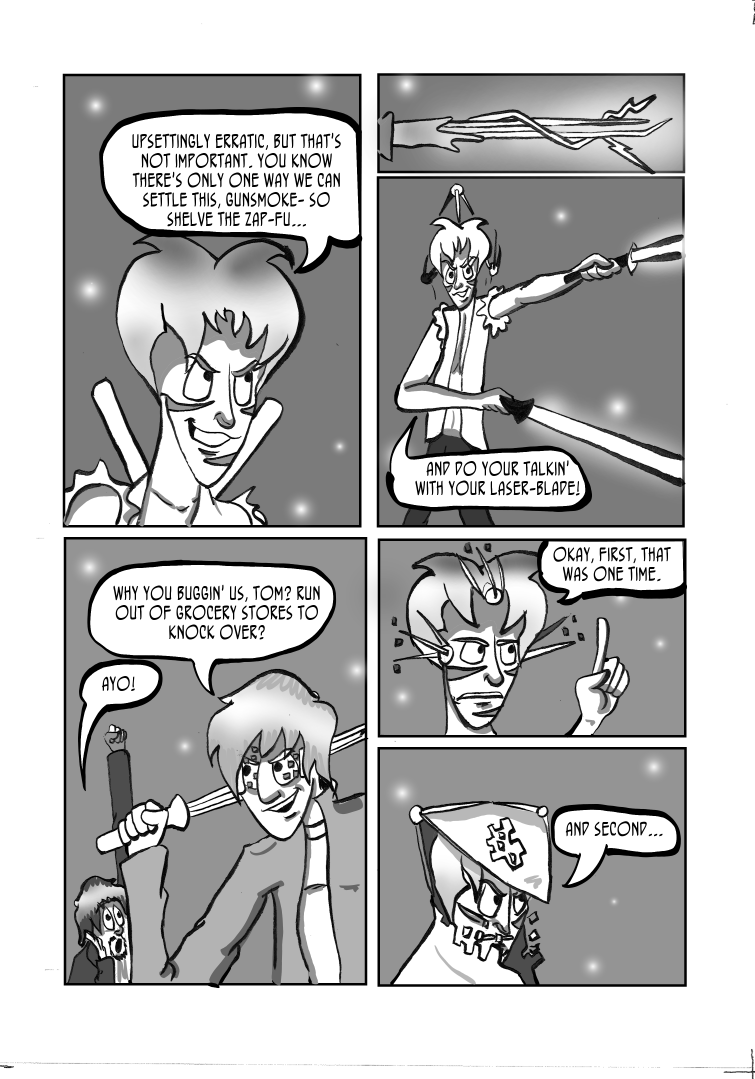 UPSETTINGLY ERRATIC, BUT THAT'S
NOT IMPORTANT. YOU KNOW
THERE'S ONLY ONE WAY WE CAN
SETTLE THIS, GUNSMOKE- SO
SHELVE THE ZAP-FU...
AND DO YOUR TALKIN'
WITH YOUR LASER-BLADE!
WHY YOU BUGGIN' US, TOM? RUN
OUT OF GROCERY STORES TO
KNOCK OVER?
AYO!
OKAY, FIRST, THAT
WAS ONE TIME.
AND SECOND...